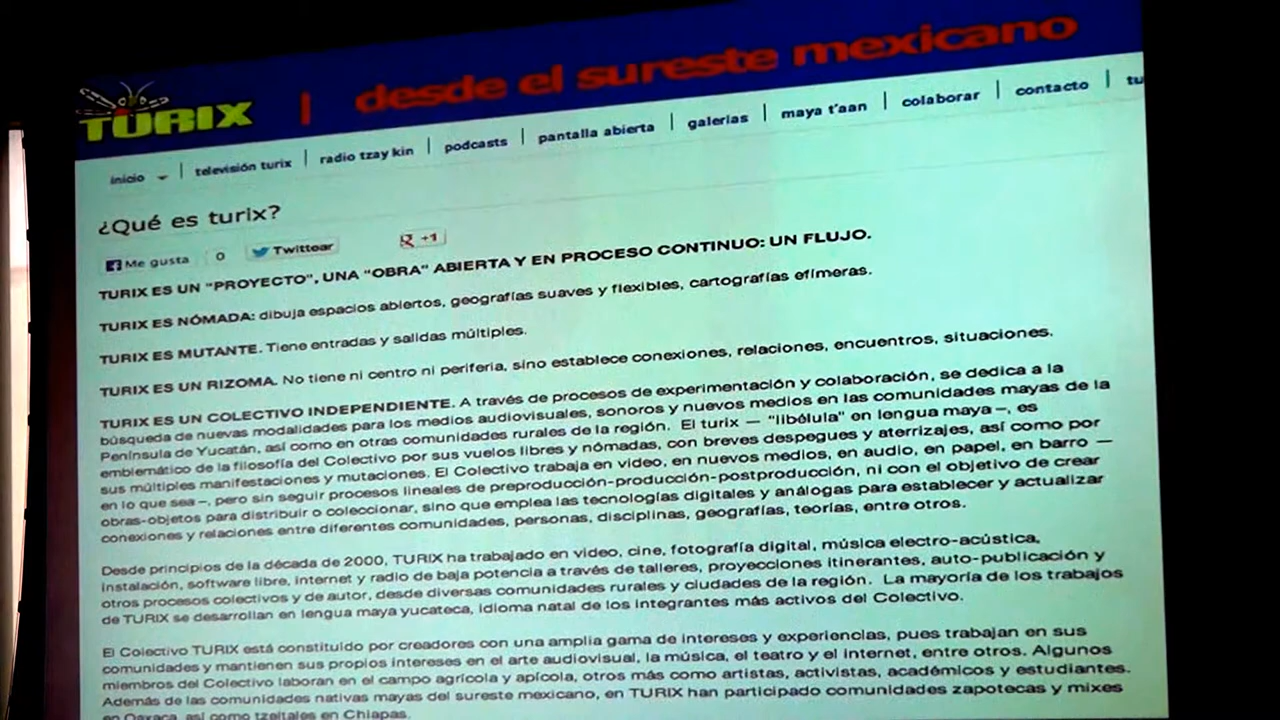 TURIX | desde el sureste mexicano
inicio | televisión turix | radio tzay kin | podcasts | pantalla abierta | galerías | maya t'aan | colaborar | contacto | tu
¿Qué es turix?
Me gusta 0 Twittear +1
TURIX ES UN "PROYECTO", UNA "OBRA" ABIERTA Y EN PROCESO CONTINUO: UN FLUJO.
TURIX ES NÓMADA: dibuja espacios abiertos, geografías suaves y flexibles, cartografías efímeras.
TURIX ES MUTANTE. Tiene entradas y salidas múltiples.
TURIX ES UN RIZOMA. No tiene ni centro ni periferia, sino establece conexiones, relaciones, encuentros, situaciones.
TURIX ES UN COLECTIVO INDEPENDIENTE. A través de procesos de experimentación y colaboración, se dedica a la
búsqueda de nuevas modalidades para los medios audiovisuales, sonoros y nuevos medios en las comunidades mayas de la
Península de Yucatán, así como en otras comunidades rurales de la región. El turix — "libélula" en lengua maya —, es
emblemático de la filosofía del Colectivo por sus vuelos libres y nómadas, con breves despegues y aterrizajes, así como por
sus múltiples manifestaciones y mutaciones. El Colectivo trabaja en video, en nuevos medios, en audio, en papel, en barro —
en lo que sea —, pero sin seguir procesos lineales de preproducción-producción-postproducción, ni con el objetivo de crear
obras-objetos para distribuir o coleccionar, sino que emplea las tecnologías digitales y análogas para establecer y actualizar
conexiones y relaciones entre diferentes comunidades, personas, disciplinas, geografías, teorías, entre otros.
Desde principios de la década de 2000, TURIX ha trabajado en video, cine, fotografía digital, música electro-acústica,
instalación, software libre, internet y radio de baja potencia a través de talleres, proyecciones itinerantes, auto-publicación y
otros procesos colectivos y de autor, desde diversas comunidades rurales y ciudades de la región. La mayoría de los trabajos
de TURIX se desarrollan en lengua maya yucateca, idioma natal de los integrantes más activos del Colectivo.
El Colectivo TURIX está constituido por creadores con una amplia gama de intereses y experiencias, pues trabajan en sus
comunidades y mantienen sus propios intereses en el arte audiovisual, la música, el teatro y el internet, entre otros. Algunos
miembros del Colectivo laboran en el campo agrícola y apícola, otros más como artistas, activistas, académicos y estudiantes.
Además de las comunidades nativas mayas del sureste mexicano, en TURIX han participado comunidades zapotecas y mixes
en Oaxaca, así como tzeltales en Chiapas.